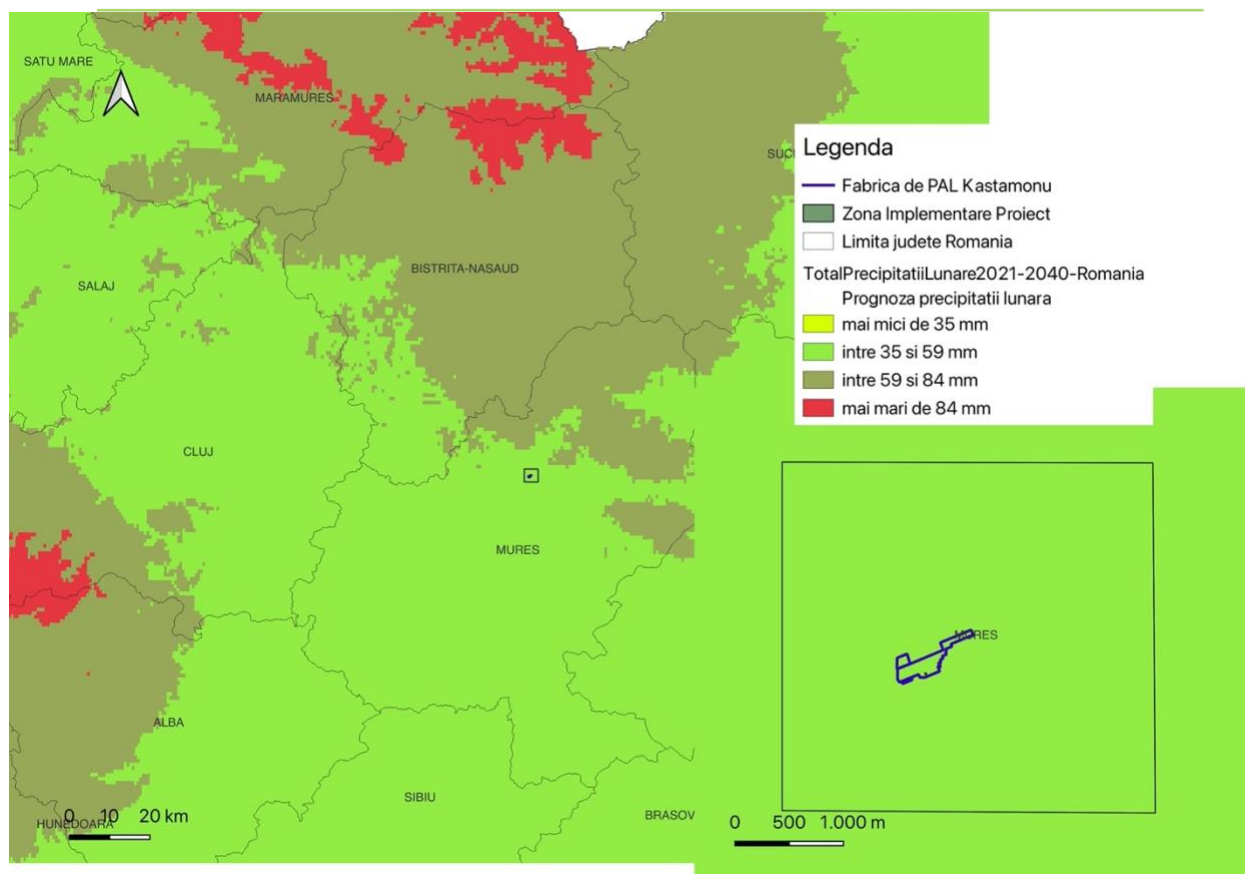 SATU MARE
MARAMURES
SUC
SALAJ
BISTRITA-NASAUD
CLUJ
MURES
ALBA
SIBIU
HUNEDOARA
BRASOV
0 10 20 km
Legenda
Fabrica de PAL Kastamonu
Zona Implementare Proiect
Limita judete Romania
TotalPrecipitatiiLunare2021-2040-Romania
Prognoza precipitatii lunara
mai mici de 35 mm
intre 35 si 59 mm
intre 59 si 84 mm
mai mari de 84 mm
MURES
0 500 1.000 m